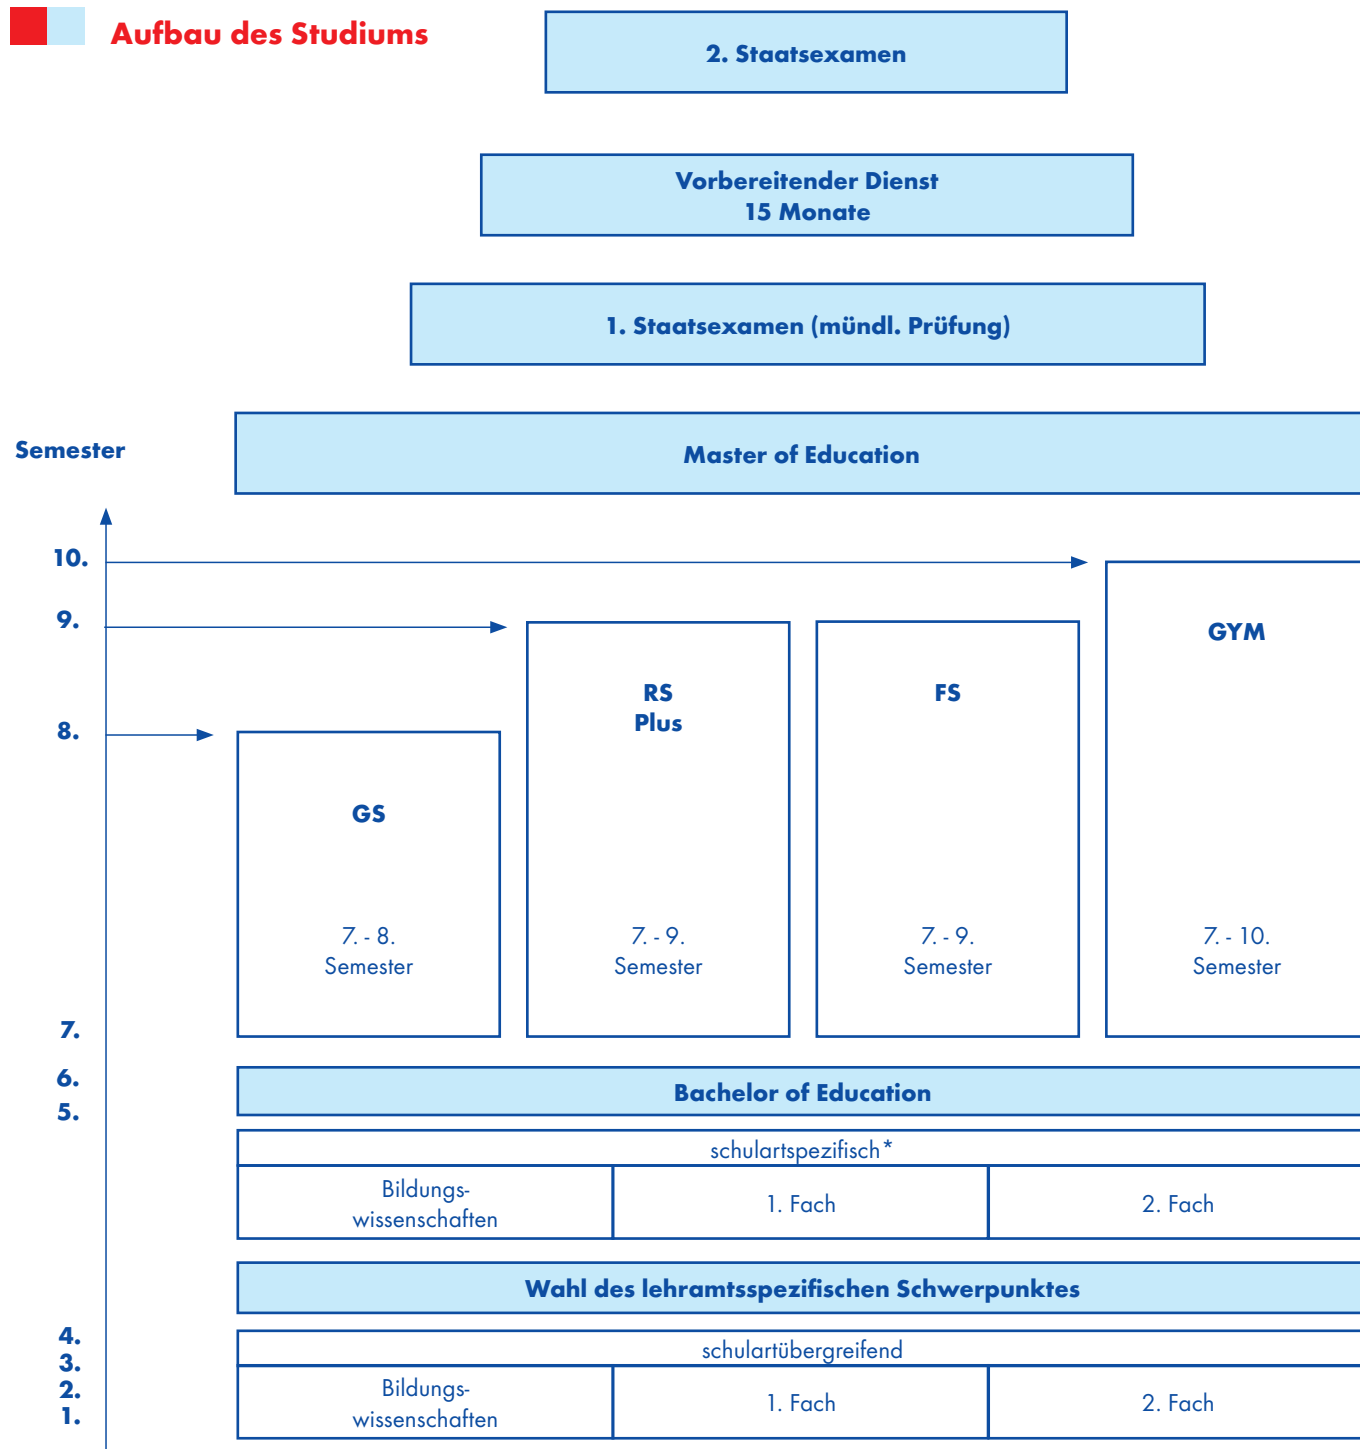 Aufbau des Studiums
2. Staatsexamen
Vorbereitender Dienst
15 Monate
1. Staatsexamen (mündl. Prüfung)
Semester
Master of Education
10.
9.
8.
7.
GS
7. - 8.
Semester
RS
Plus
7. - 9.
Semester
FS
7. - 9.
Semester
GYM
7. - 10.
Semester
6.
5.
Bachelor of Education
schulartspezifisch*
Bildungs-
wissenschaften
1. Fach
2. Fach
Wahl des lehramtsspezifischen Schwerpunktes
4.
3.
2.
1.
schulartübergreifend
Bildungs-
wissenschaften
1. Fach
2. Fach